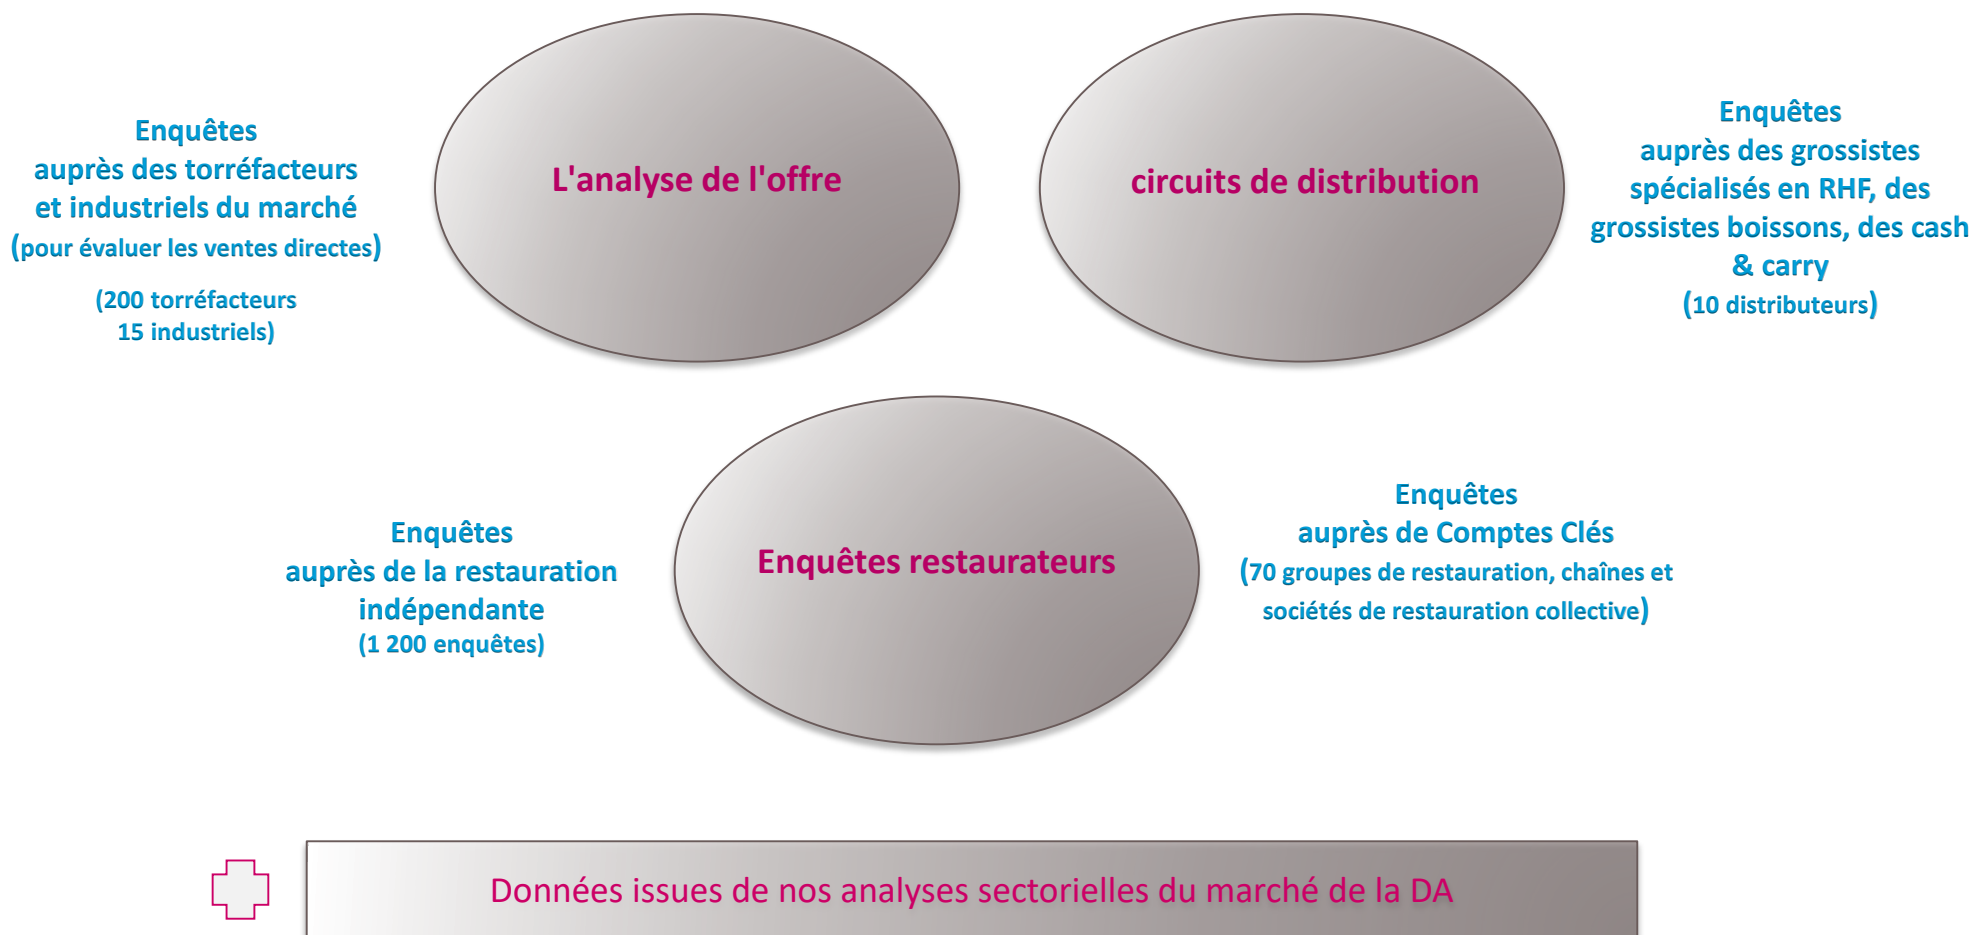 Enquêtes
auprès des torréfacteurs
et industriels du marché
(pour évaluer les ventes directes)
(200 torréfacteurs
15 industriels)
L'analyse de l'offre
circuits de distribution
Enquêtes
auprès des grossistes
spécialisés en RHF, des
grossistes boissons, des cash
& carry
(10 distributeurs)
Enquêtes
auprès de la restauration
indépendante
(1 200 enquêtes)
Enquêtes restaurateurs
Enquêtes
auprès de Comptes Clés
(70 groupes de restauration, chaînes et
sociétés de restauration collective)
Données issues de nos analyses sectorielles du marché de la DA